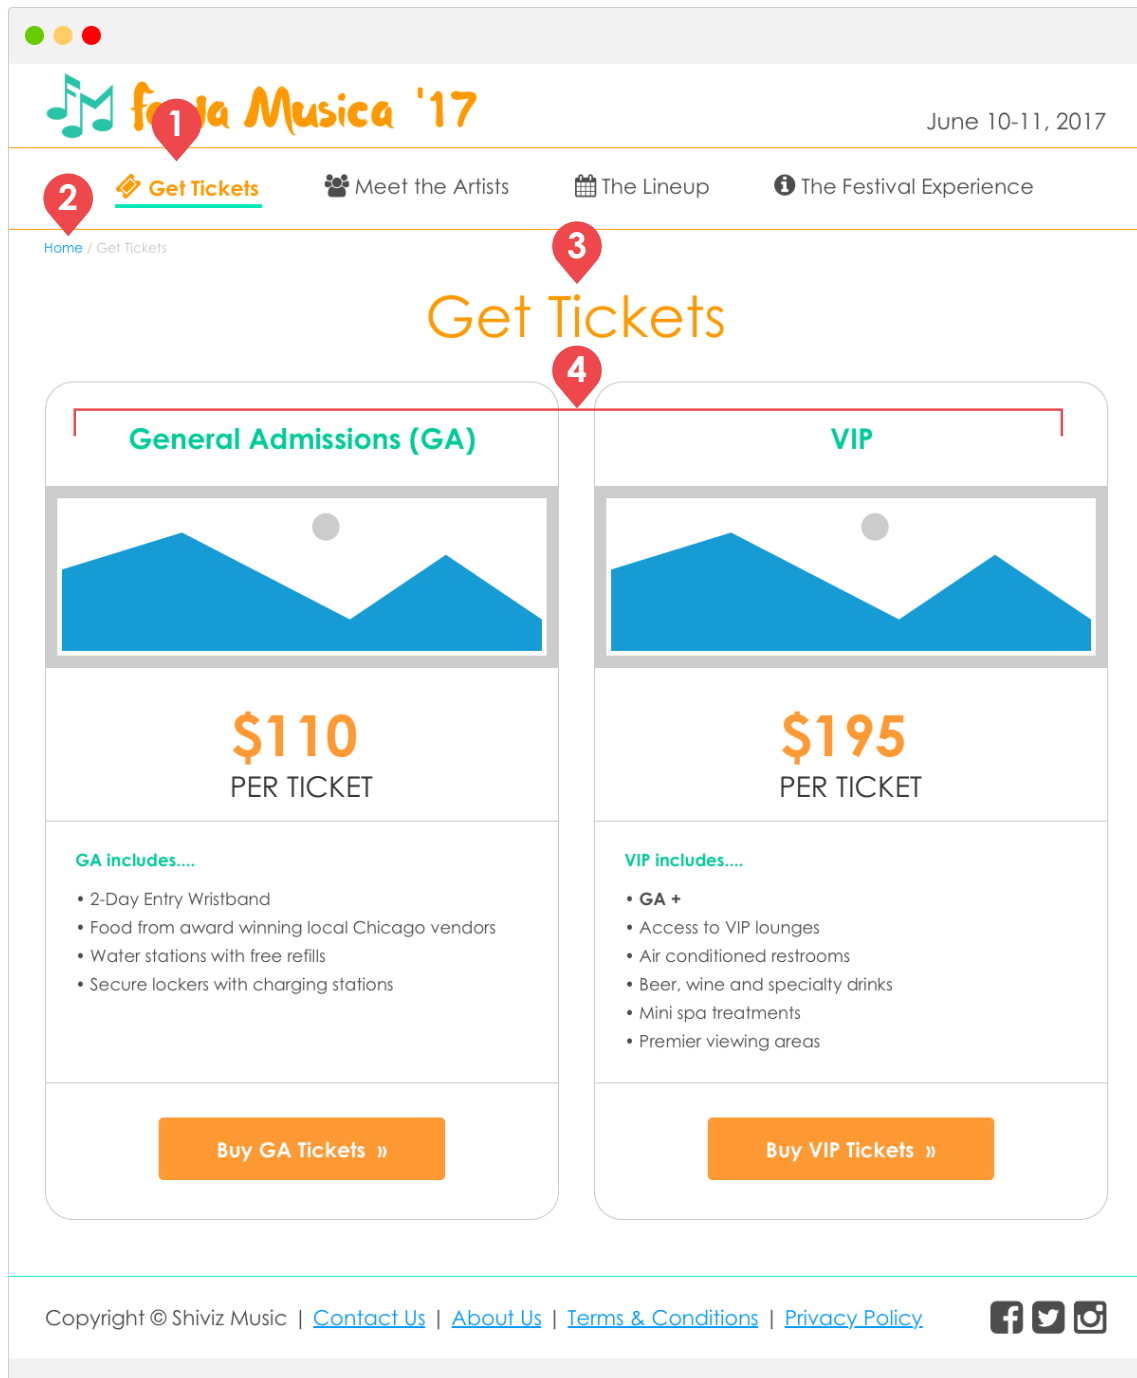 Musica '17
June 10-11, 2017
1
2
Get Tickets
Meet the Artists
The Lineup
The Festival Experience
Home / Get Tickets
3
Get Tickets
4
General Admissions (GA)
VIP
$110
PER TICKET
$195
PER TICKET
GA includes....
• 2-Day Entry Wristband
• Food from award winning local Chicago vendors
• Water stations with free refills
• Secure lockers with charging stations
VIP includes....
• GA +
• Access to VIP lounges
• Air conditioned restrooms
• Beer, wine and specialty drinks
• Mini spa treatments
• Premier viewing areas
Buy GA Tickets »
Buy VIP Tickets »
Copyright © Shiviz Music | Contact Us | About Us | Terms & Conditions | Privacy Policy